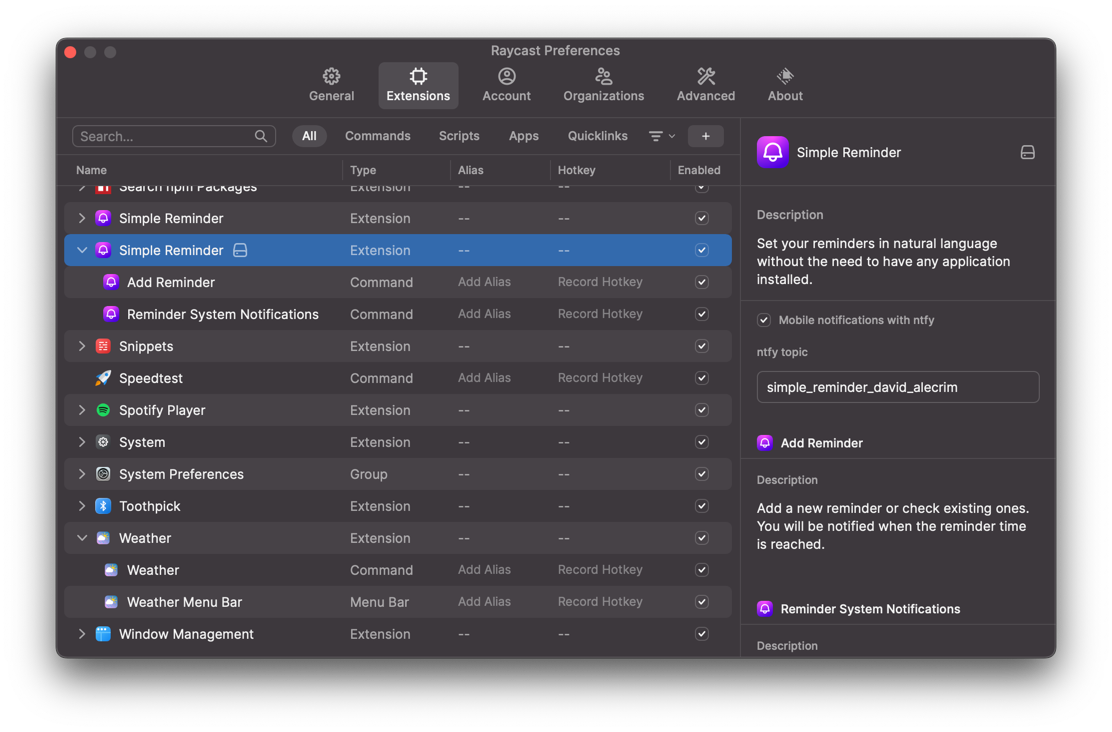 Raycast Preferences
General Extensions Account Organizations Advanced About
Search... All Commands Scripts Apps Quicklinks +
Name Type Alias Hotkey Enabled
Search npm Packages Extension -- --
Simple Reminder Extension -- --
Simple Reminder Extension -- --
Add Reminder Command Add Alias Record Hotkey
Reminder System Notifications Command Add Alias Record Hotkey
Snippets Extension -- --
Speedtest Command Add Alias Record Hotkey
Spotify Player Extension -- --
System Extension -- --
System Preferences Group -- --
Toothpick Extension -- --
Weather Extension -- --
Weather Command Add Alias Record Hotkey
Weather Menu Bar Menu Bar Add Alias Record Hotkey
Window Management Extension -- --
Simple Reminder
Description
Set your reminders in natural language
without the need to have any application
installed.
Mobile notifications with ntfy
ntfy topic
simple_reminder_david_alecrim
Add Reminder
Description
Add a new reminder or check existing ones.
You will be notified when the reminder time
is reached.
Reminder System Notifications
Description